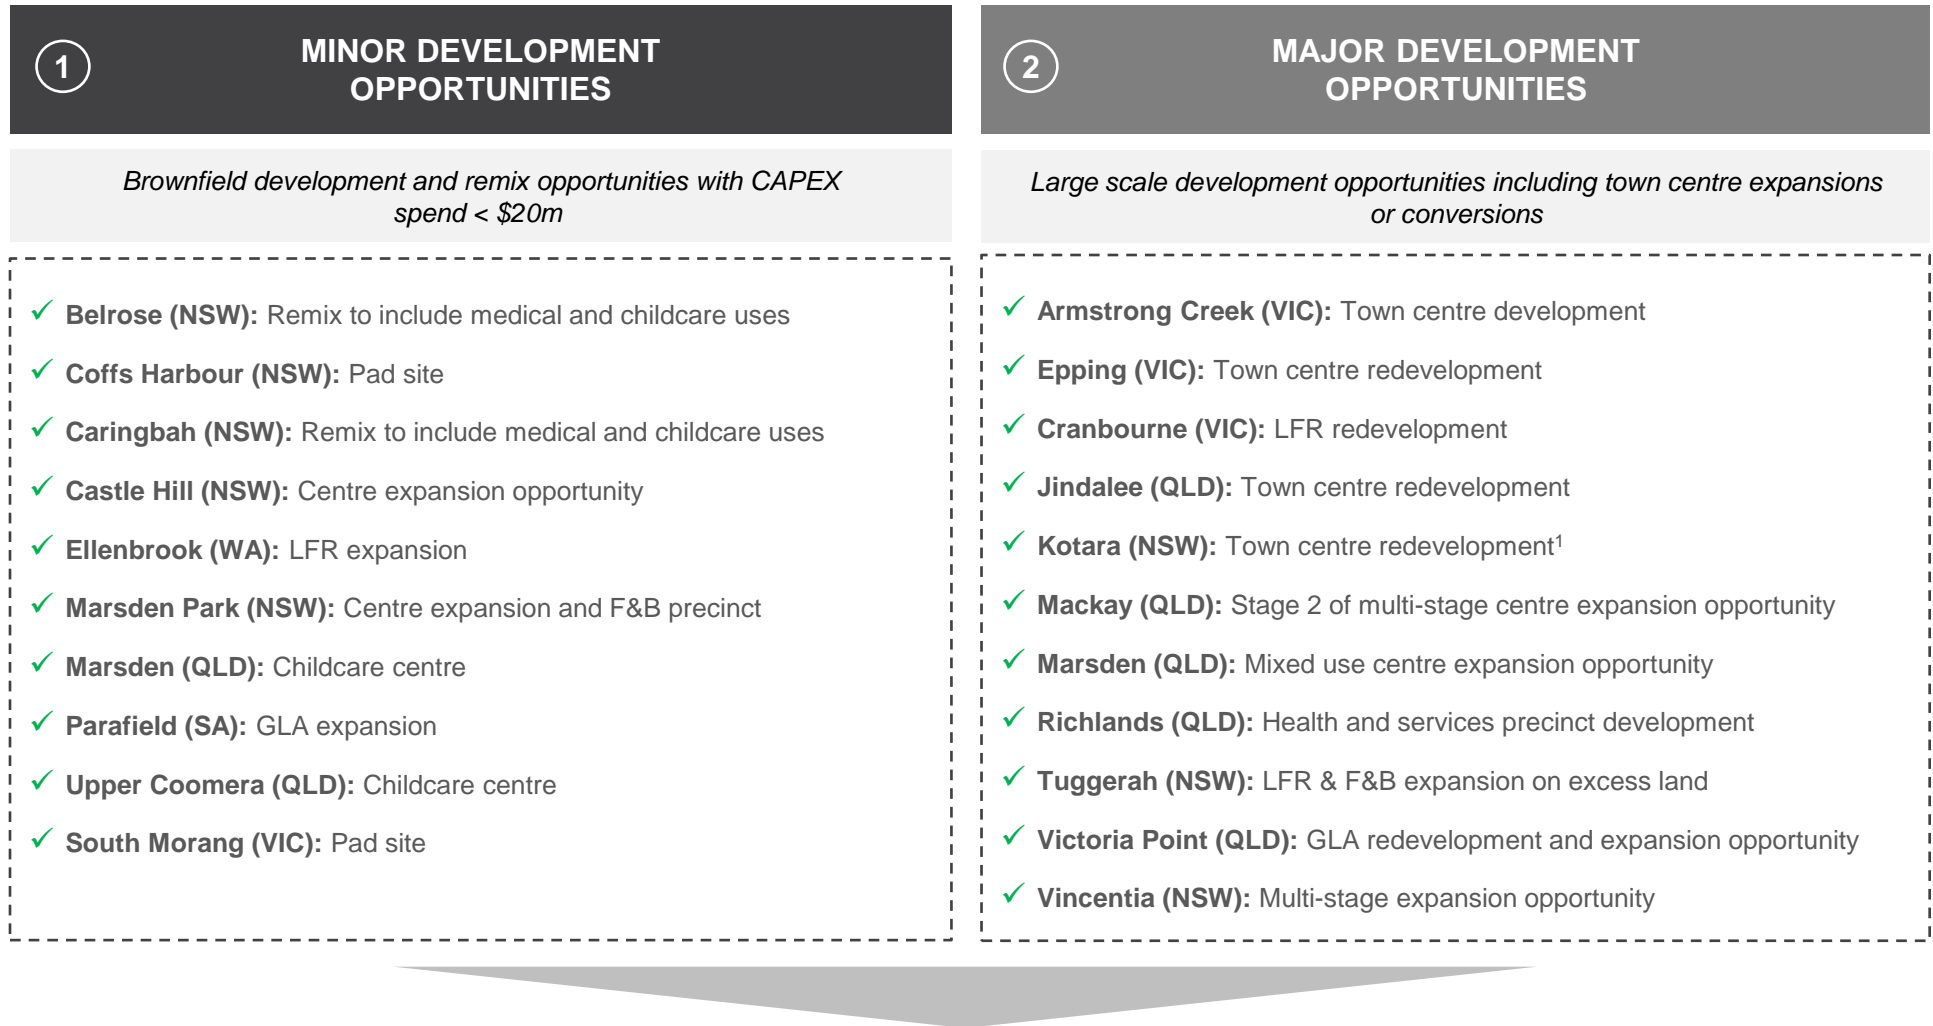 1
MINOR DEVELOPMENT
OPPORTUNITIES
Brownfield development and remix opportunities with CAPEX
spend < $20m
✓ Belrose (NSW): Remix to include medical and childcare uses
✓ Coffs Harbour (NSW): Pad site
✓ Caringbah (NSW): Remix to include medical and childcare uses
✓ Castle Hill (NSW): Centre expansion opportunity
✓ Ellenbrook (WA): LFR expansion
✓ Marsden Park (NSW): Centre expansion and F&B precinct
✓ Marsden (QLD): Childcare centre
✓ Parafield (SA): GLA expansion
✓ Upper Coomera (QLD): Childcare centre
✓ South Morang (VIC): Pad site
2
MAJOR DEVELOPMENT
OPPORTUNITIES
Large scale development opportunities including town centre expansions
or conversions
✓ Armstrong Creek (VIC): Town centre development
✓ Epping (VIC): Town centre redevelopment
✓ Cranbourne (VIC): LFR redevelopment
✓ Jindalee (QLD): Town centre redevelopment
✓ Kotara (NSW): Town centre redevelopment¹
✓ Mackay (QLD): Stage 2 of multi-stage centre expansion opportunity
✓ Marsden (QLD): Mixed use centre expansion opportunity
✓ Richlands (QLD): Health and services precinct development
✓ Tuggerah (NSW): LFR & F&B expansion on excess land
✓ Victoria Point (QLD): GLA redevelopment and expansion opportunity
✓ Vincentia (NSW): Multi-stage expansion opportunity